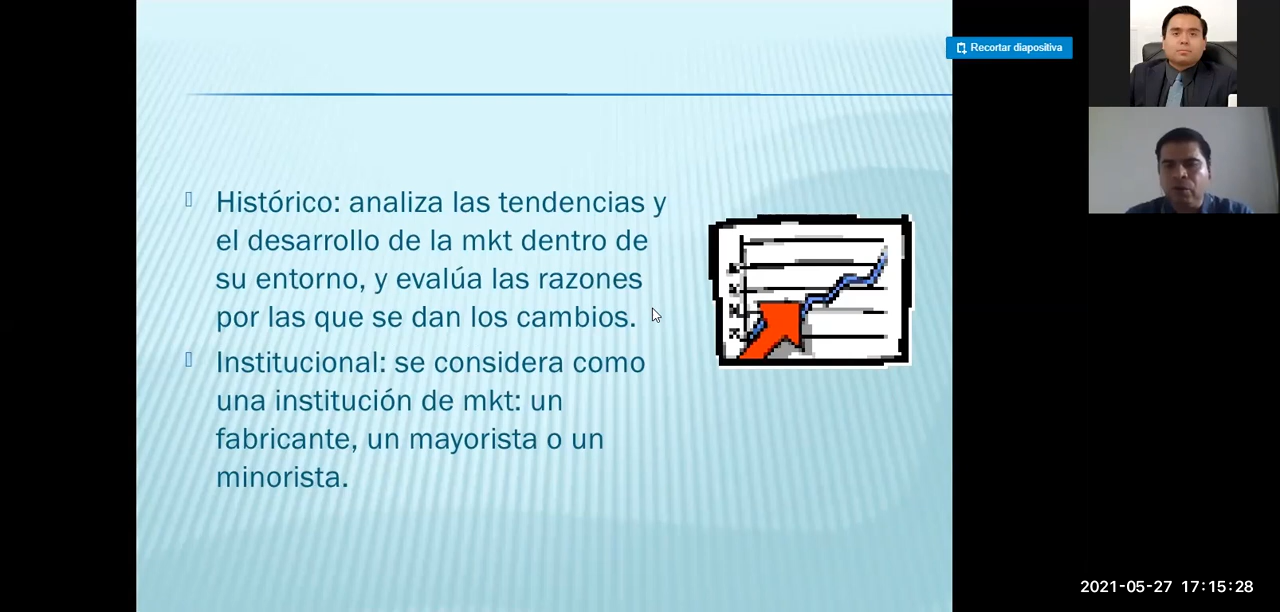 Recortar diapositiva
Histórico: analiza las tendencias y
el desarrollo de la mkt dentro de
su entorno, y evalúa las razones
por las que se dan los cambios.
Institucional: se considera como
una institución de mkt: un
fabricante, un mayorista o un
minorista.
2021-05-27 17:15:28